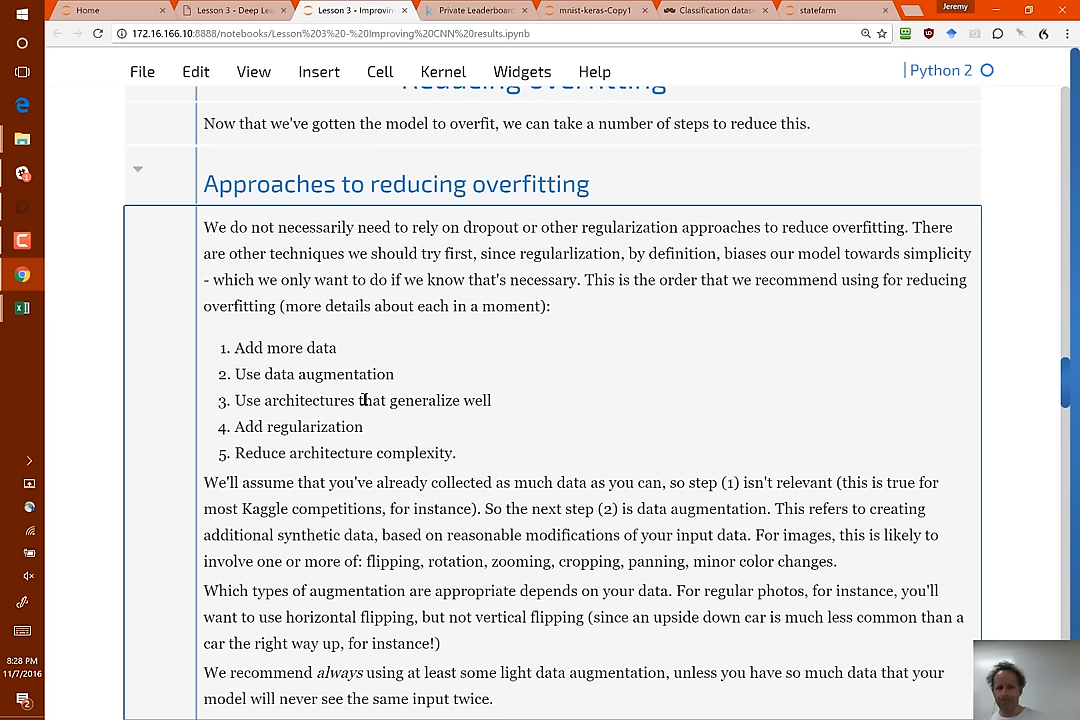 Home
Lesson 3 - Deep Le
Lesson 3 - Improvin
Private Leaderboard
mnist-keras-Copy1
Classification datas
statefarm
Jeremy
172.16.166.10:8888/notebooks/Lesson%203%20-%20Improving%20CNN%20results.ipynb
File Edit View Insert Cell Kernel Widgets Help
Python 2
Reducing overfitting
Now that we've gotten the model to overfit, we can take a number of steps to reduce this.
Approaches to reducing overfitting
We do not necessarily need to rely on dropout or other regularization approaches to reduce overfitting. There
are other techniques we should try first, since regularlization, by definition, biases our model towards simplicity
- which we only want to do if we know that's necessary. This is the order that we recommend using for reducing
overfitting (more details about each in a moment):
1. Add more data
2. Use data augmentation
3. Use architectures that generalize well
4. Add regularization
5. Reduce architecture complexity.
We'll assume that you've already collected as much data as you can, so step (1) isn't relevant (this is true for
most Kaggle competitions, for instance). So the next step (2) is data augmentation. This refers to creating
additional synthetic data, based on reasonable modifications of your input data. For images, this is likely to
involve one or more of: flipping, rotation, zooming, cropping, panning, minor color changes.
Which types of augmentation are appropriate depends on your data. For regular photos, for instance, you'll
want to use horizontal flipping, but not vertical flipping (since an upside down car is much less common than a
car the right way up, for instance!)
We recommend always using at least some light data augmentation, unless you have so much data that your
model will never see the same input twice.
8:28 PM
11/7/2016